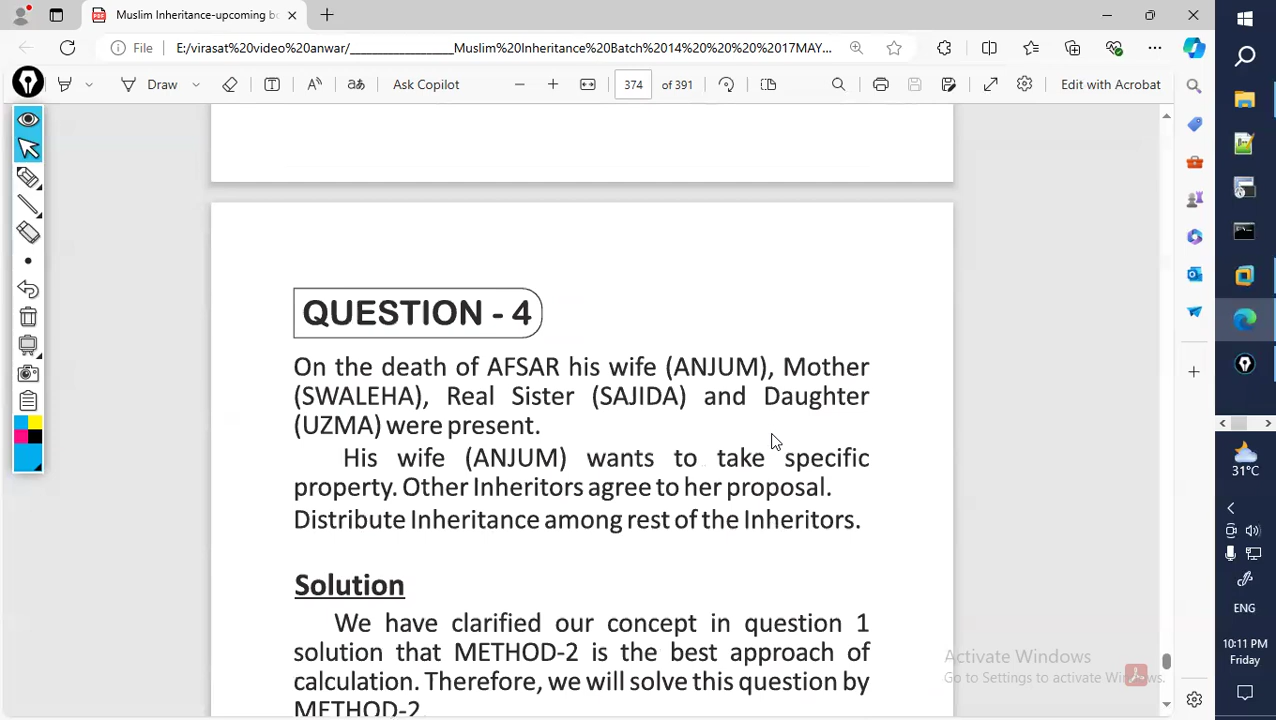 Muslim Inheritance-upcoming b
File
E:/virasat%20video%20anwar/_________________Muslim%20Inheritance%20Batch%2014%20%20%20%2017MAY...
Draw
Ask Copilot
374
of 391
Edit with Acrobat
QUESTION - 4
On the death of AFSAR his wife (ANJUM), Mother
(SWALEHA), Real Sister (SAJIDA) and Daughter
(UZMA) were present.
His wife (ANJUM) wants to take specific
property. Other Inheritors agree to her proposal.
Distribute Inheritance among rest of the Inheritors.
Solution
We have clarified our concept in question 1
solution that METHOD-2 is the best approach of
calculation. Therefore, we will solve this question by
METHOD-2.
Activate Windows
Go to Settings to activate Windows.
31°C
ENG
10:11 PM
Friday